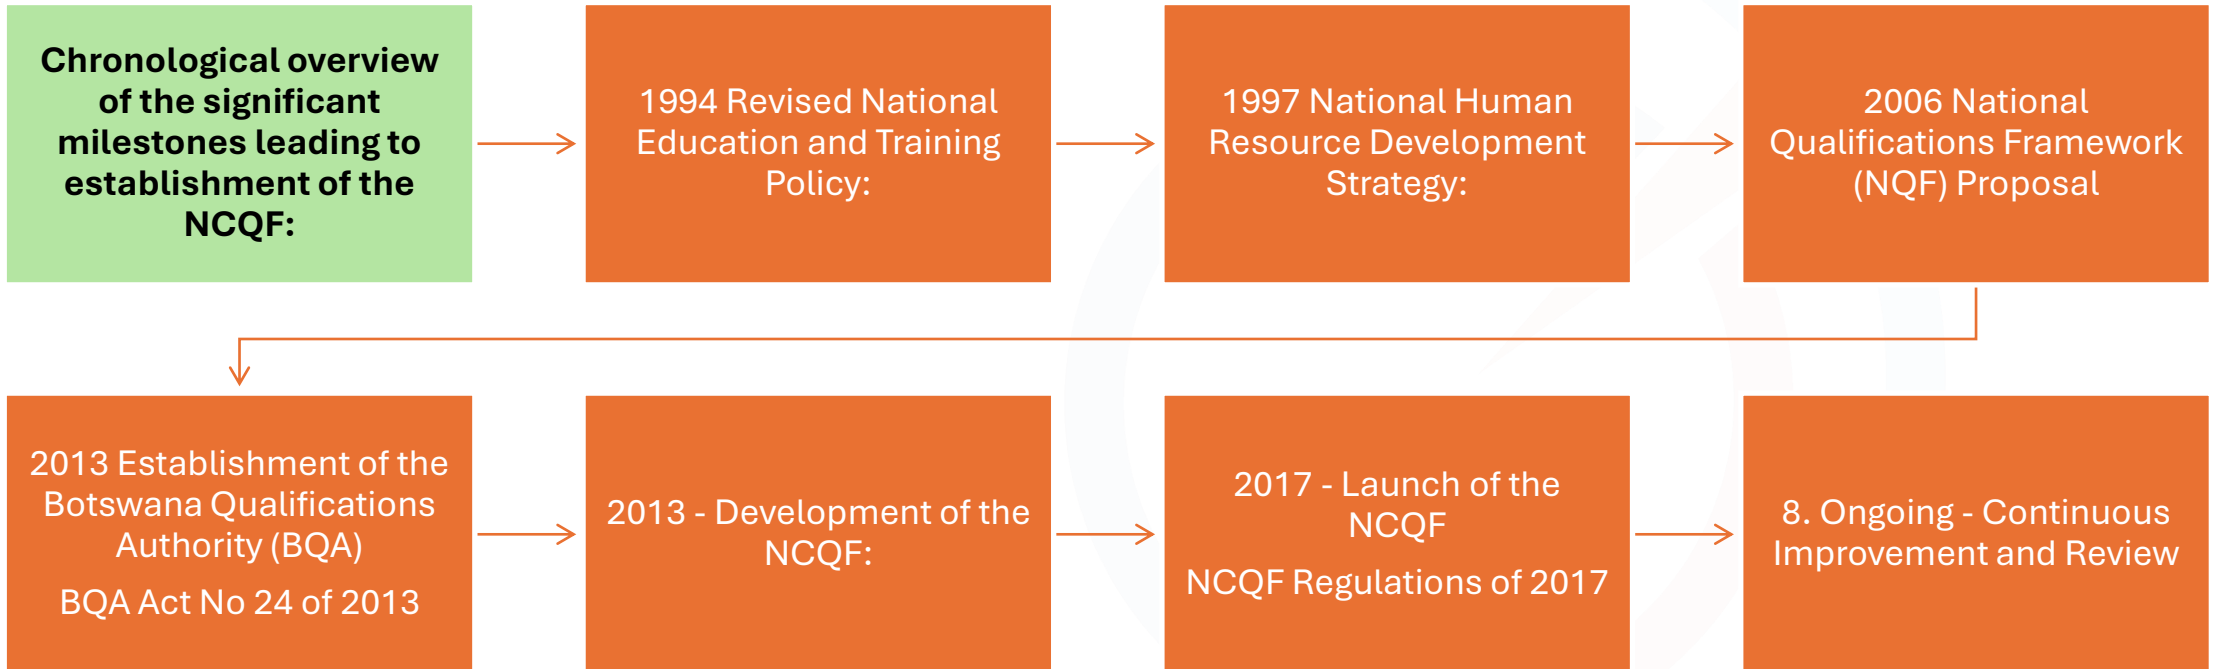 Chronological overview
of the significant
milestones leading to
establishment of the
NCQF:
1994 Revised National
Education and Training
Policy:
1997 National Human
Resource Development
Strategy:
2006 National
Qualifications Framework
(NQF) Proposal
2013 Establishment of the
Botswana Qualifications
Authority (BQA)
BQA Act No 24 of 2013
2013 - Development of the
NCQF:
2017 - Launch of the
NCQF
NCQF Regulations of 2017
8. Ongoing - Continuous
Improvement and Review